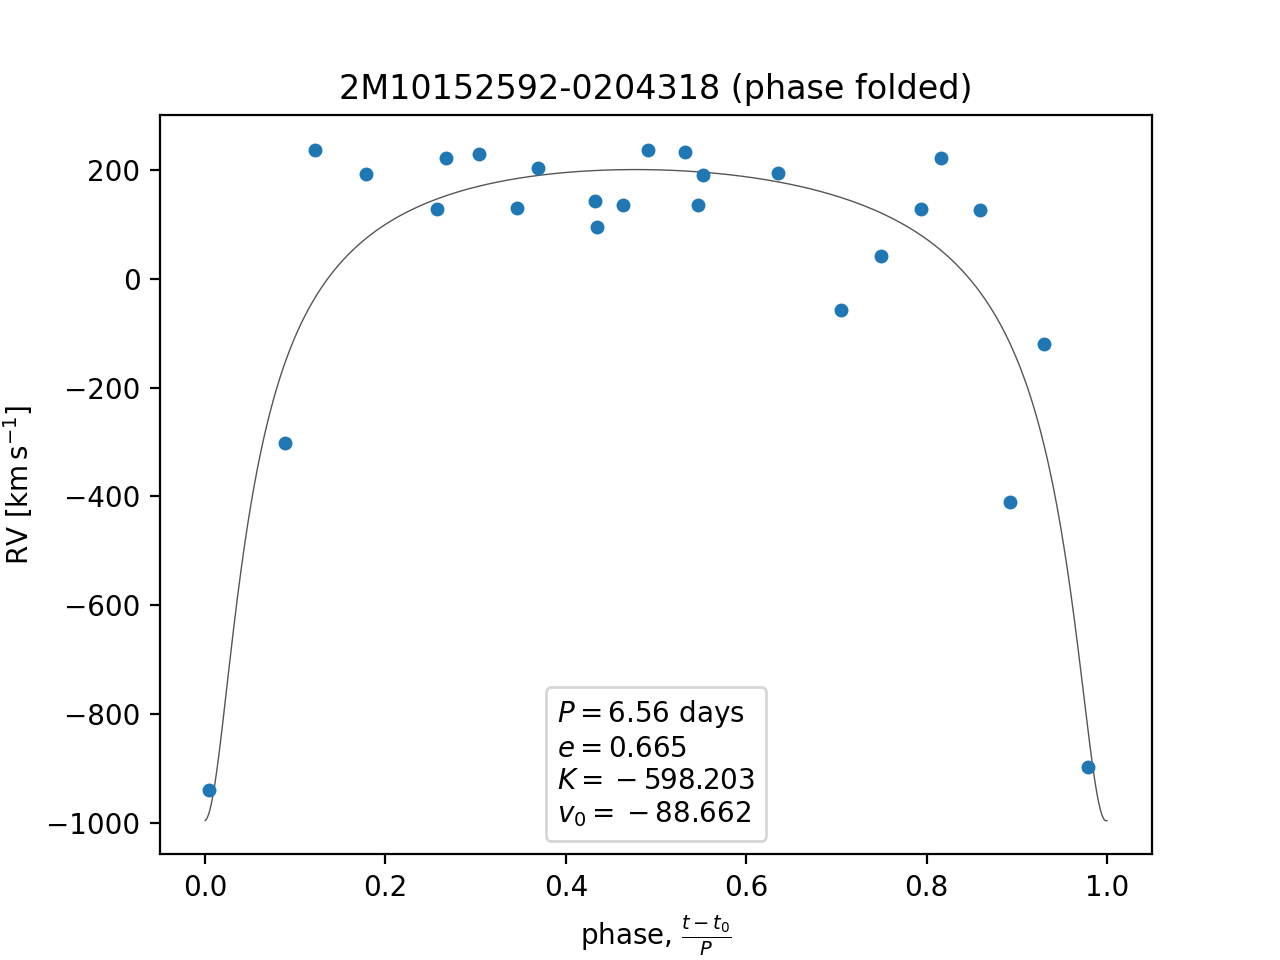 2M10152592-0204318 (phase folded)
200
0
−200
−400
−600
−800
−1000
RV [km s⁻¹]
P = 6.56 days
e = 0.665
K = − 598.203
v₀ = − 88.662
0.0 0.2 0.4 0.6 0.8 1.0
phase, (t − t₀)/P